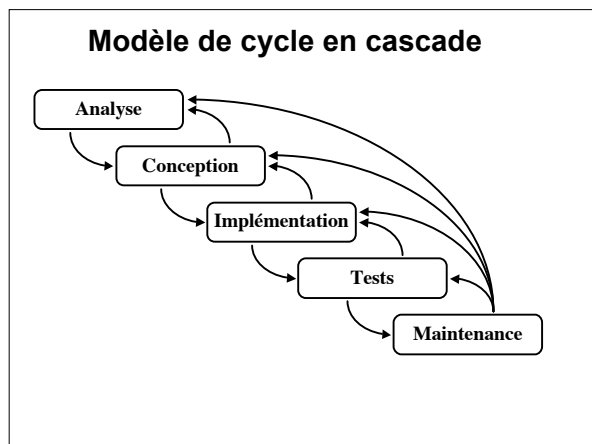 Modèle de cycle en cascade
Analyse
Conception
Implémentation
Tests
Maintenance